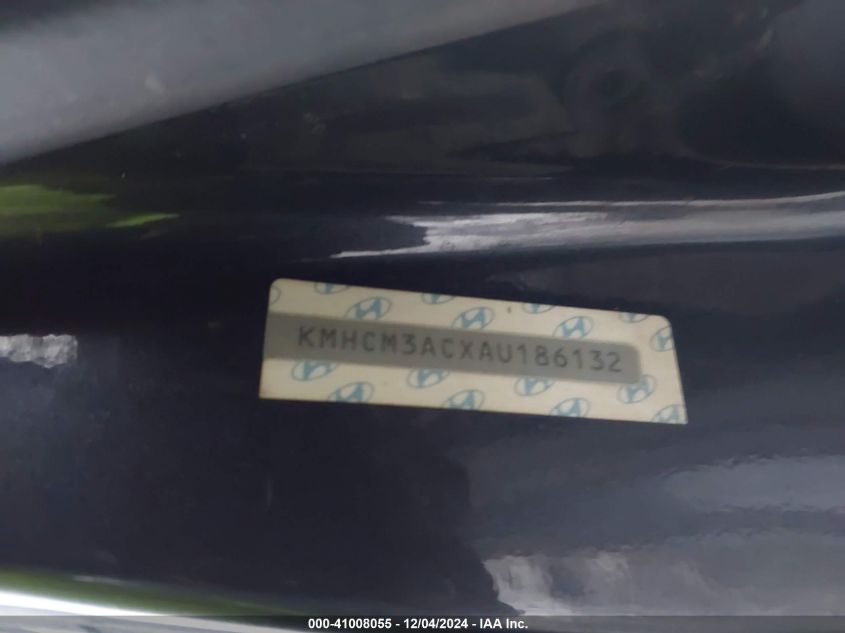 KMHCM3ACXAU186132
000-41008055 - 12/04/2024 - IAA Inc.